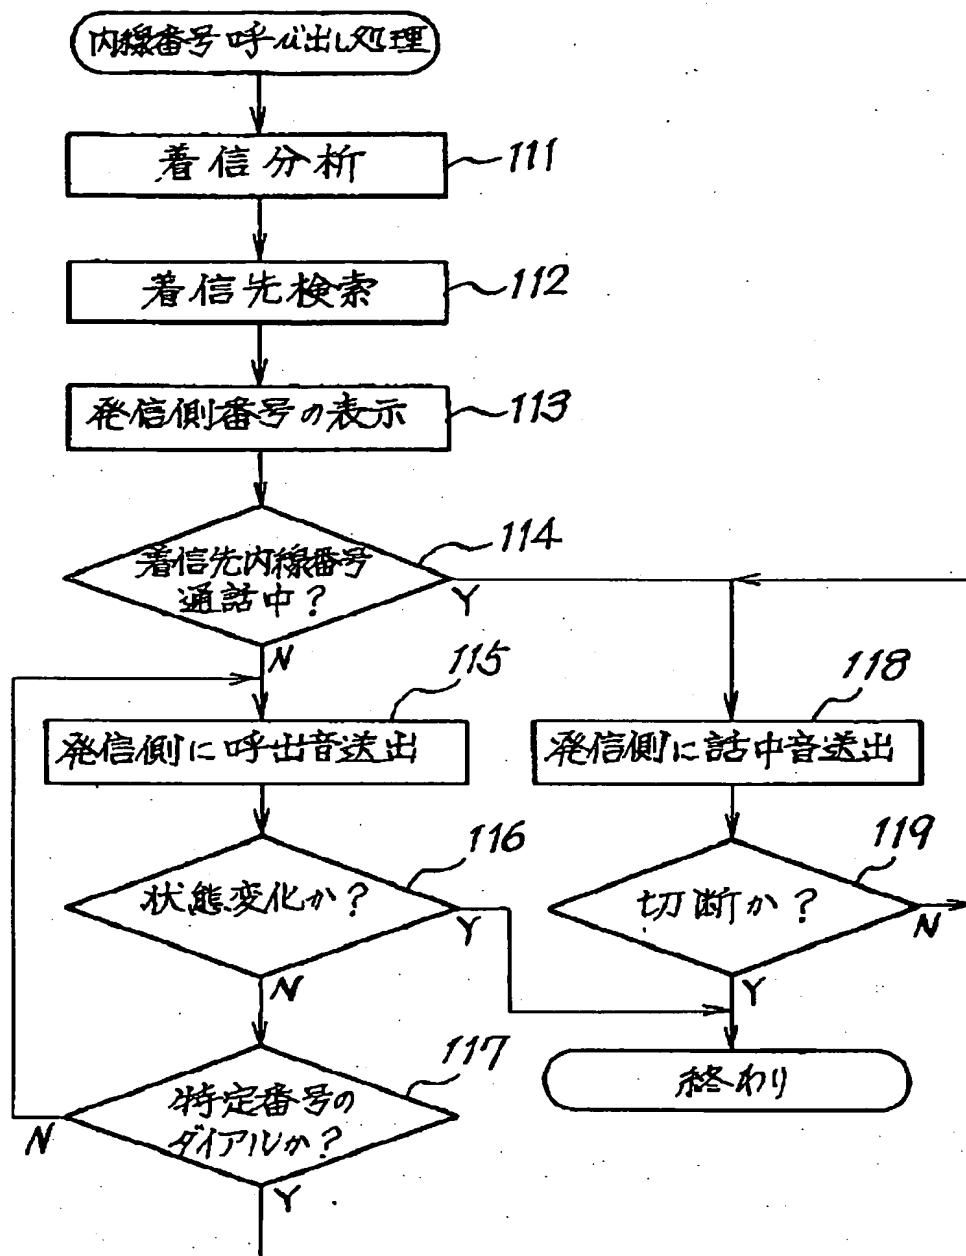 内線番号呼び出し処理
着信分析
111
着信先検索
112
発信側番号の表示
113
着信先内線番号
通話中?
114
Y
N
115
発信側に呼出音送出
118
発信側に話中音送出
116
状態変化か?
Y
N
119
切断か?
N
Y
117
特定番号の
ダイアルか?
N
Y
終わり